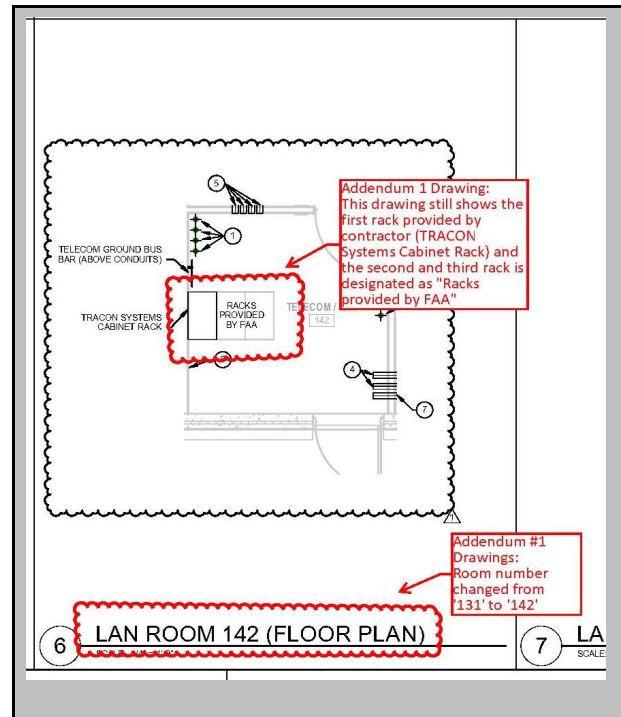 5
Addendum 1 Drawing:
This drawing still shows the
first rack provided by
contractor (TRACON
Systems Cabinet Rack) and
the second and third rack is
designated as "Racks
provided by FAA"
1
TELECOM GROUND BUS
BAR (ABOVE CONDUITS)
TRACON SYSTEMS
CABINET RACK
RACKS
PROVIDED
BY FAA
TELECOM /
142
4
7
1
Addendum #1
Drawings:
Room number
changed from
'131' to '142'
6
LAN ROOM 142 (FLOOR PLAN)
7
LA
SCALE: